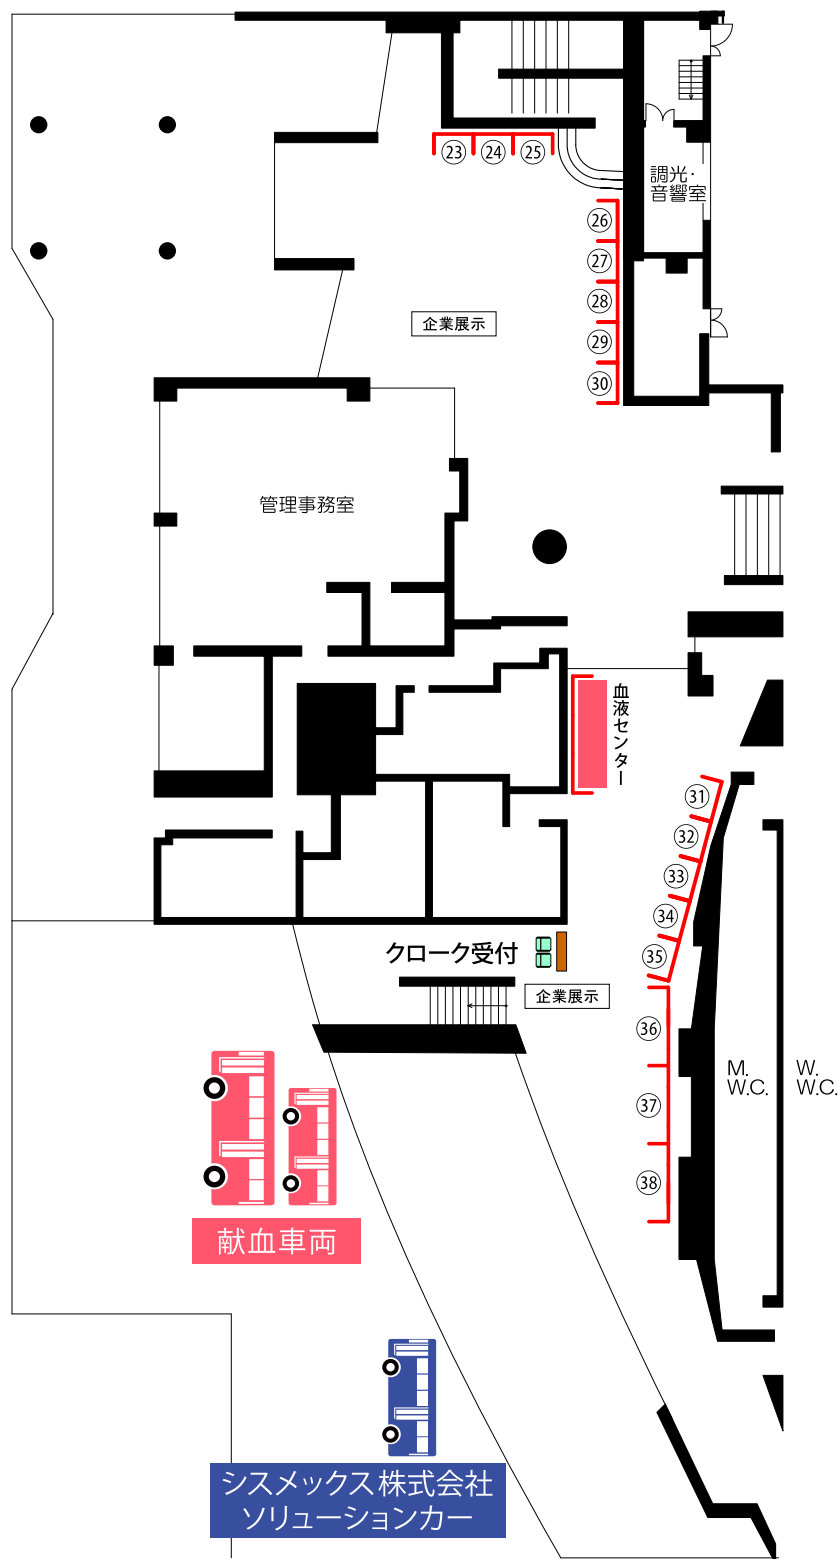 ㉓ ㉔ ㉕
調光・
音響室
㉖
㉗
㉘
㉙
㉚
企業展示
管理事務室
血液センター
㉛
㉜
㉝
㉞
㉟
クローク受付
企業展示
㊱
㊲
㊳
M.
W.C.
W.
W.C.
献血車両
シスメックス株式会社
ソリューションカー